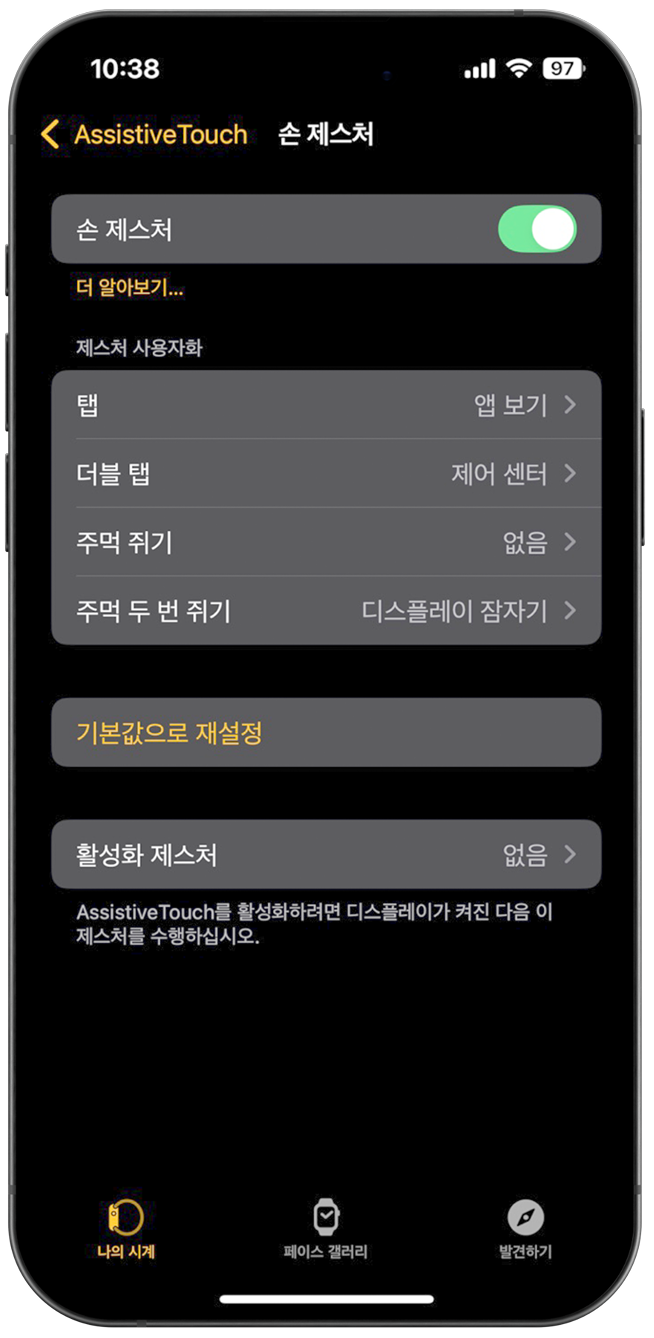 10:38
97
AssistiveTouch 손 제스처
손 제스처
더 알아보기...
제스처 사용자화
탭 앱 보기
더블 탭 제어 센터
주먹 쥐기 없음
주먹 두 번 쥐기 디스플레이 잠자기
기본값으로 재설정
활성화 제스처 없음
AssistiveTouch를 활성화하려면 디스플레이가 켜진 다음 이
제스처를 수행하십시오.
나의 시계 페이스 갤러리 발견하기